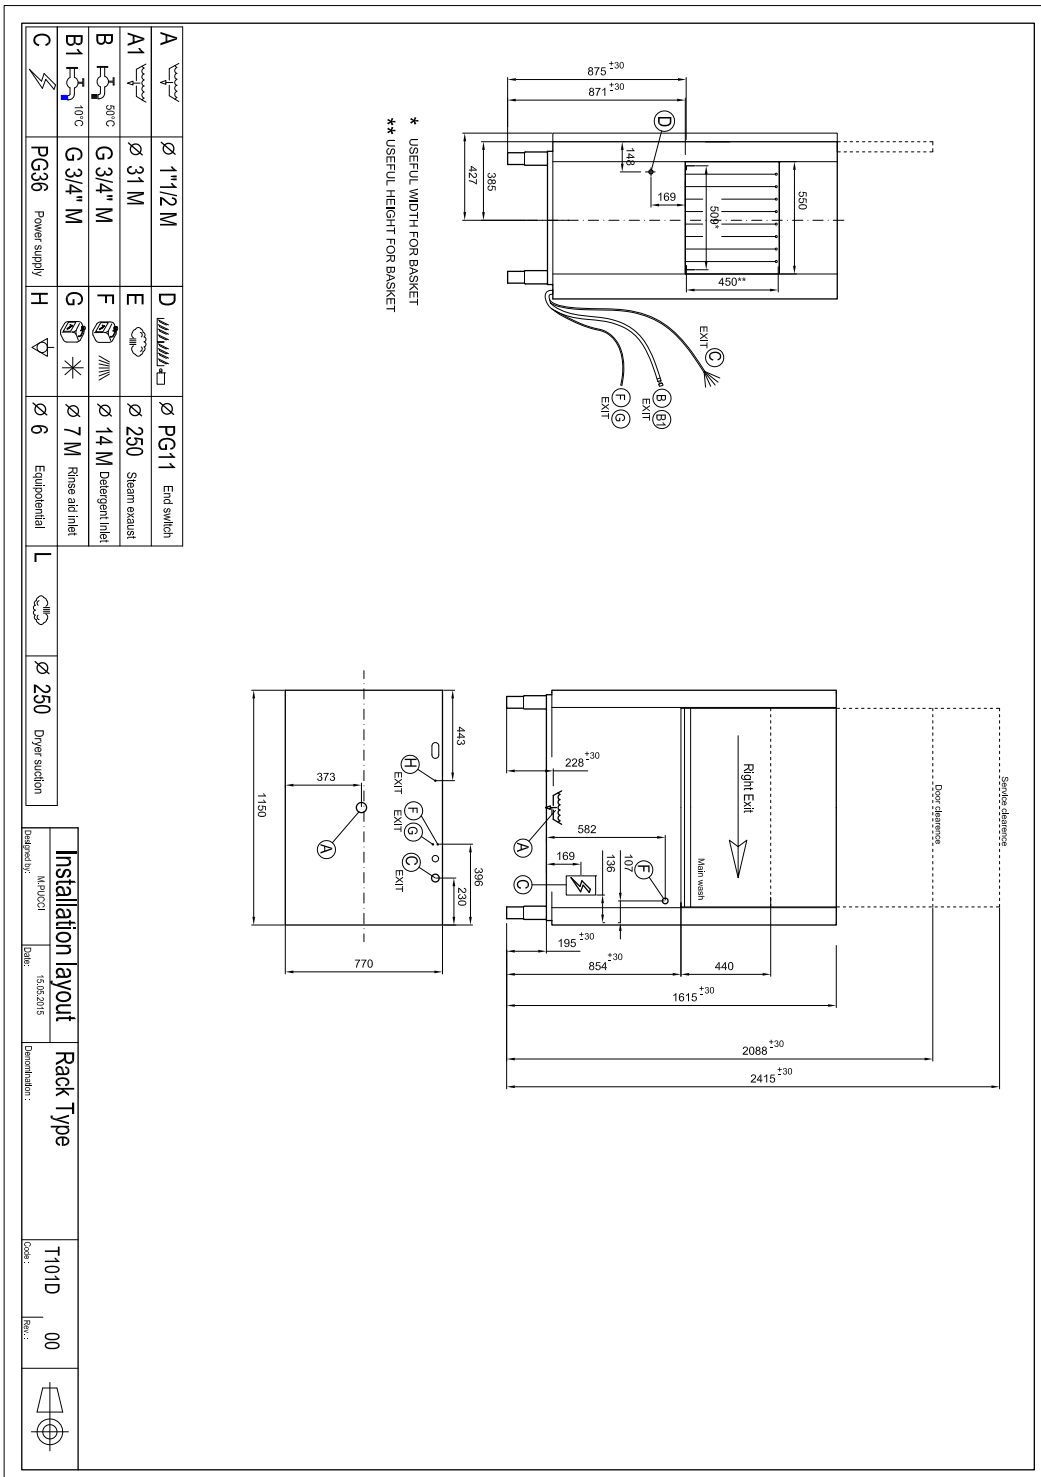 875 ±30
871 ±30
D
148
169
385
427
550
509*
450**
C
EXIT
B B1
EXIT
F G
EXIT
* USEFUL WIDTH FOR BASKET
** USEFUL HEIGHT FOR BASKET
Service clearence
Door clearence
Right Exit
Main wash
228 ±30
A
582
169
C
136
107
F
195 ±30
854 ±30
440
1615 ±30
2088 ±30
2415 ±30
443
H
EXIT
F G
EXIT
C
EXIT
396
230
373
A
1150
770
A Ø 1"1/2 M D Ø PG11 End switch
A1 Ø 31 M E Ø 250 Steam exaust
B 50°C G 3/4" M F Ø 14 M Detergent inlet
B1 10°C G 3/4" M G Ø 7 M Rinse aid inlet
C PG36 Power supply H Ø 6 Equipotential L Ø 250 Dryer suction
Installation layout
Designed by: M.PUCCI
Date: 15.05.2015
Rack Type
Denomination :
T101D
Code :
00
Rev. :